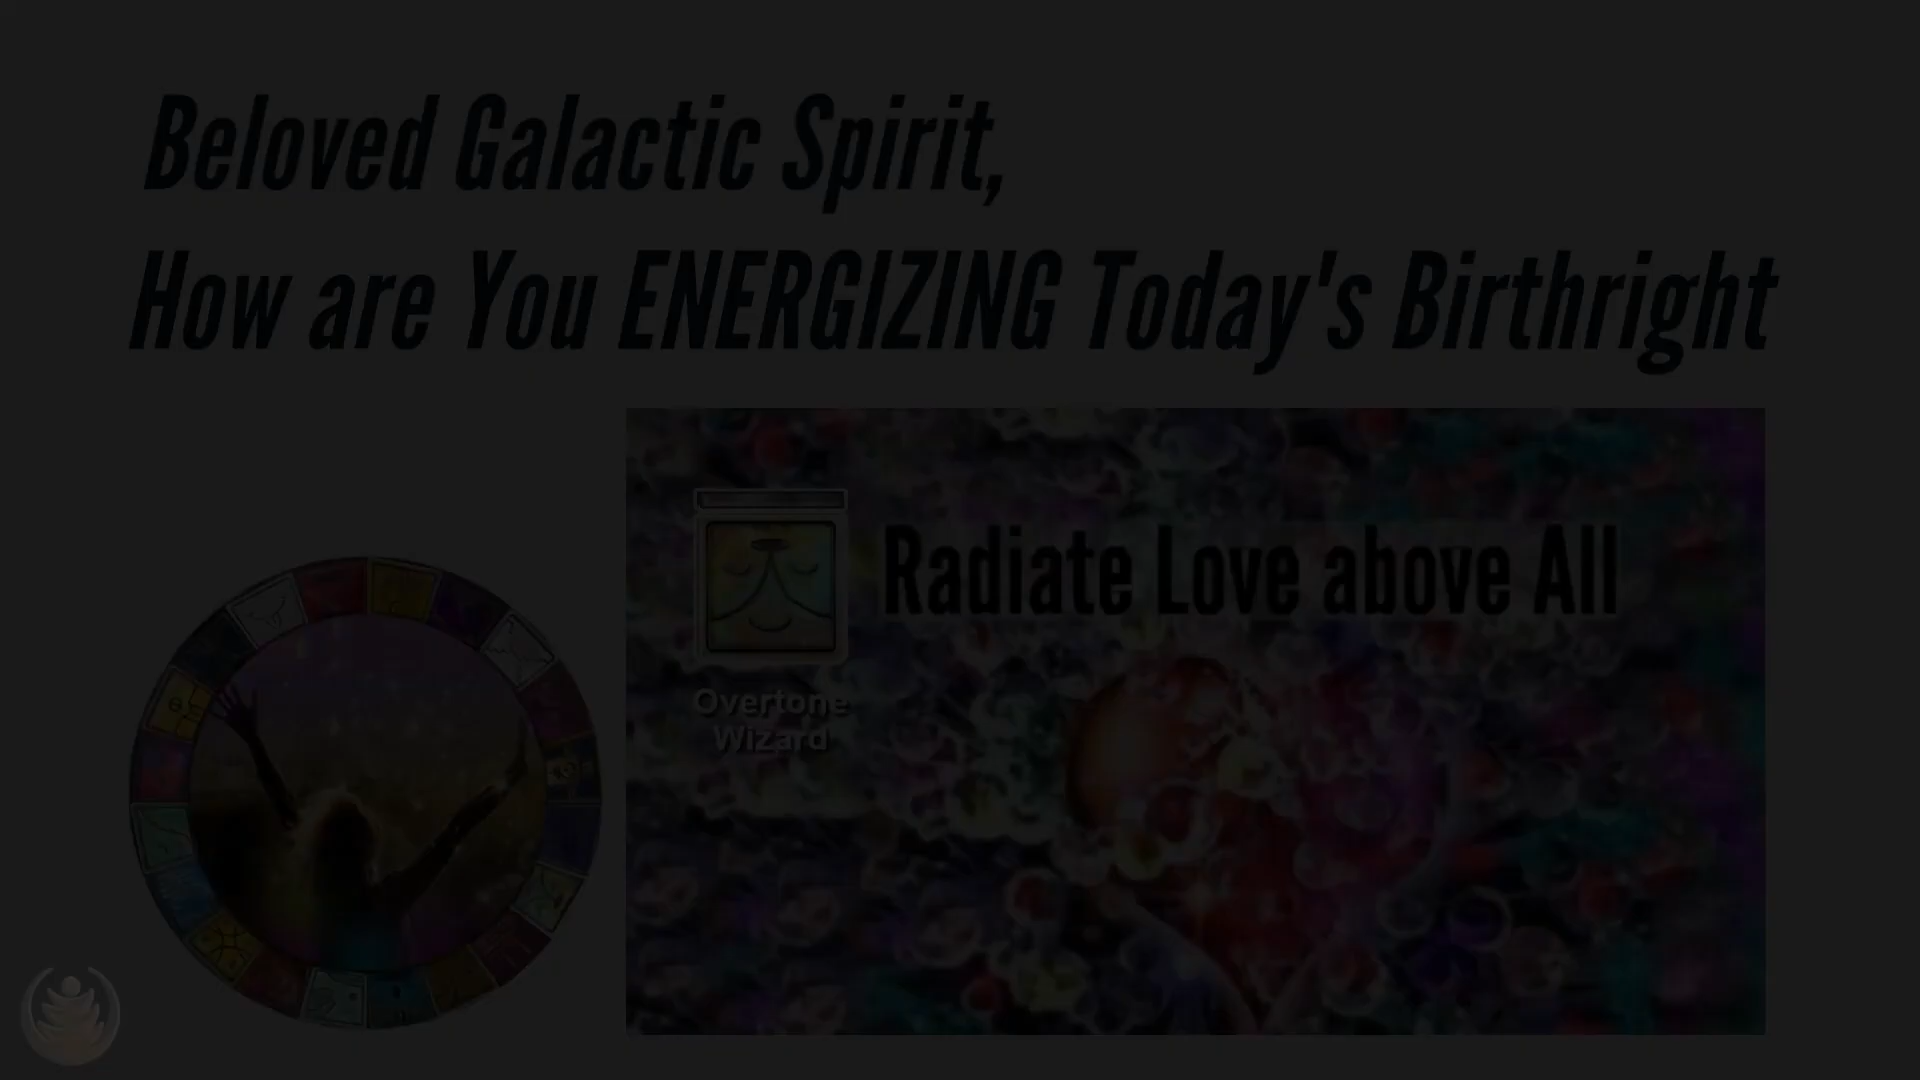 Beloved Galactic Spirit,
How are You ENERGIZING Today's Birthright
Radiate Love above All
Overtone
Wizard